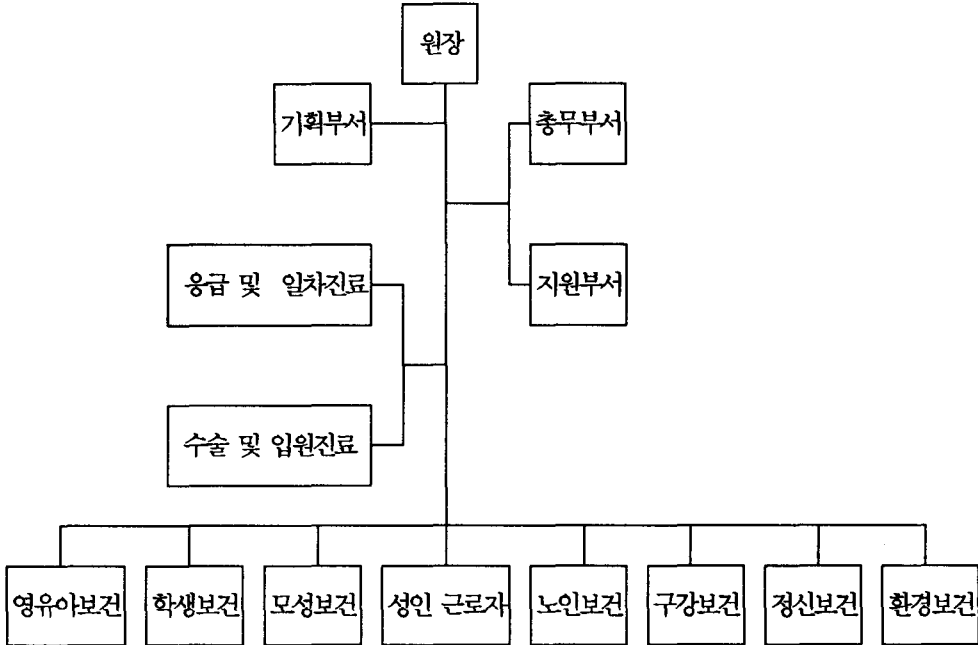 원장
기획부서
총무부서
응급 및 일차진료
지원부서
수술 및 입원진료
영유아보건
학생보건
모성보건
성인 근로자
노인보건
구강보건
정신보건
환경보건